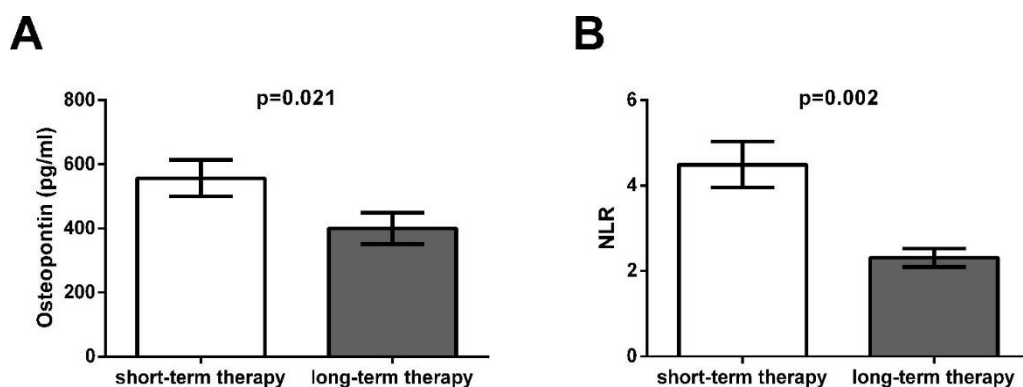 A
p=0.021
Osteopontin (pg/ml)
800
600
400
200
0
short-term therapy
long-term therapy
B
p=0.002
NLR
6
4
2
0
short-term therapy
long-term therapy